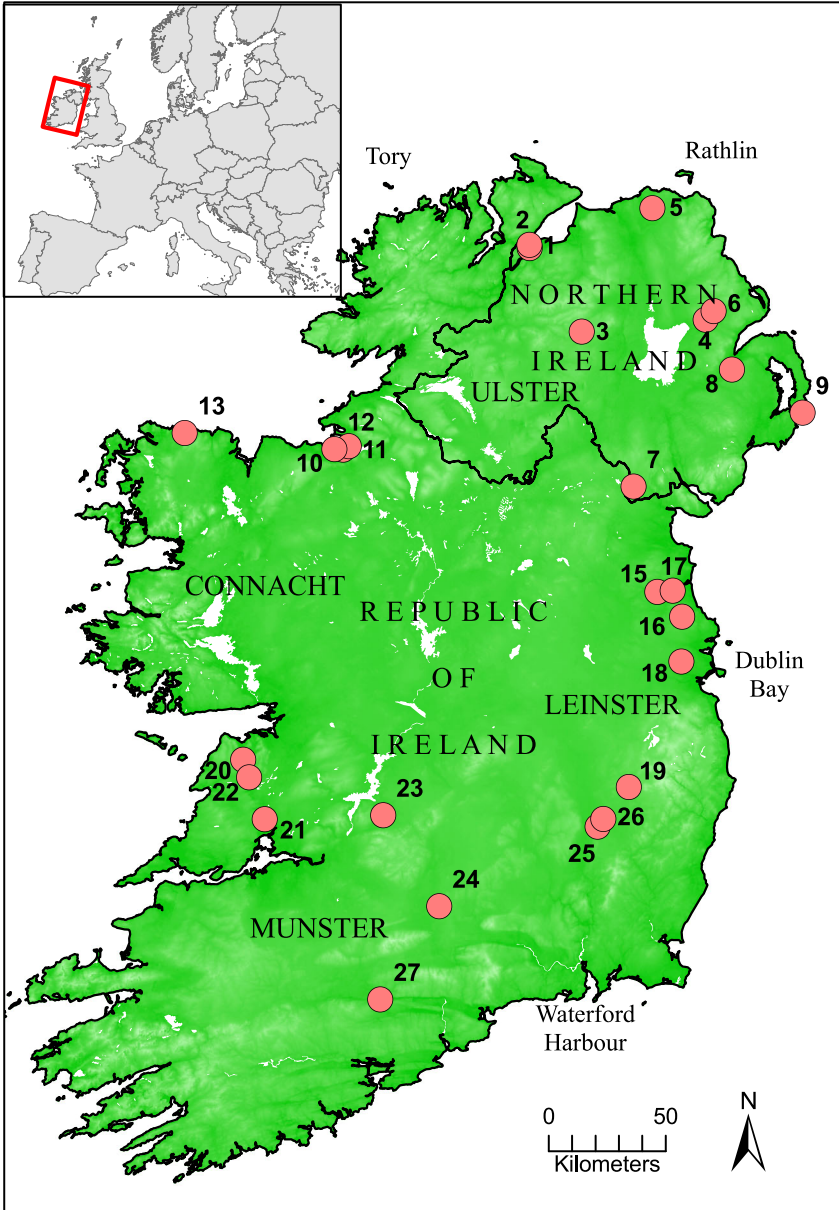 Tory
Rathlin
5
2
1
N O R T H E R N
6
3
4
I R E L A N D
8
ULSTER
9
13
12
10
11
7
CONNACHT
15
17
R E P U B L I C
16
O F
18
Dublin
Bay
LEINSTER
I R E L A N D
20
22
19
23
21
26
25
24
MUNSTER
27
Waterford
Harbour
N
0
50
Kilometers